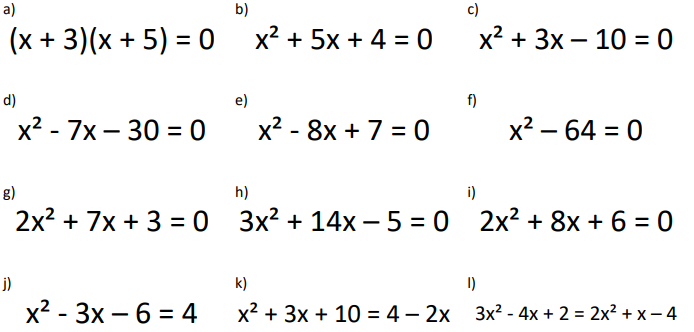 a) b) c)
(x + 3)(x + 5) = 0 x² + 5x + 4 = 0 x² + 3x – 10 = 0
d) e) f)
x² - 7x – 30 = 0 x² - 8x + 7 = 0 x² – 64 = 0
g) h) i)
2x² + 7x + 3 = 0 3x² + 14x – 5 = 0 2x² + 8x + 6 = 0
j) k) l)
x² - 3x – 6 = 4 x² + 3x + 10 = 4 – 2x 3x² - 4x + 2 = 2x² + x – 4